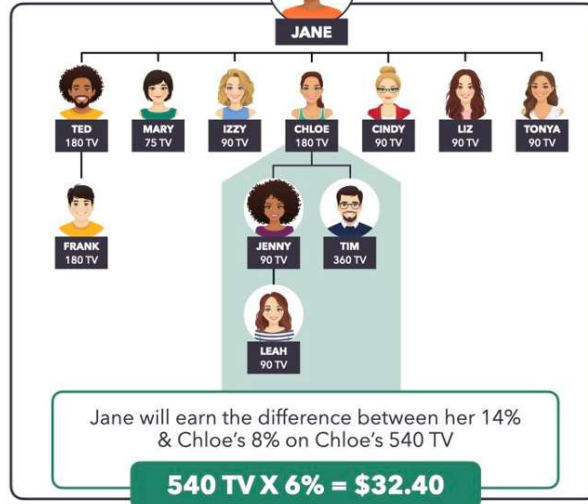 JANE
TED
180 TV
MARY
75 TV
IZZY
90 TV
CHLOE
180 TV
CINDY
90 TV
LIZ
90 TV
TONYA
90 TV
FRANK
180 TV
JENNY
90 TV
TIM
360 TV
LEAH
90 TV
Jane will earn the difference between her 14%
& Chloe's 8% on Chloe's 540 TV
540 TV X 6% = $32.40